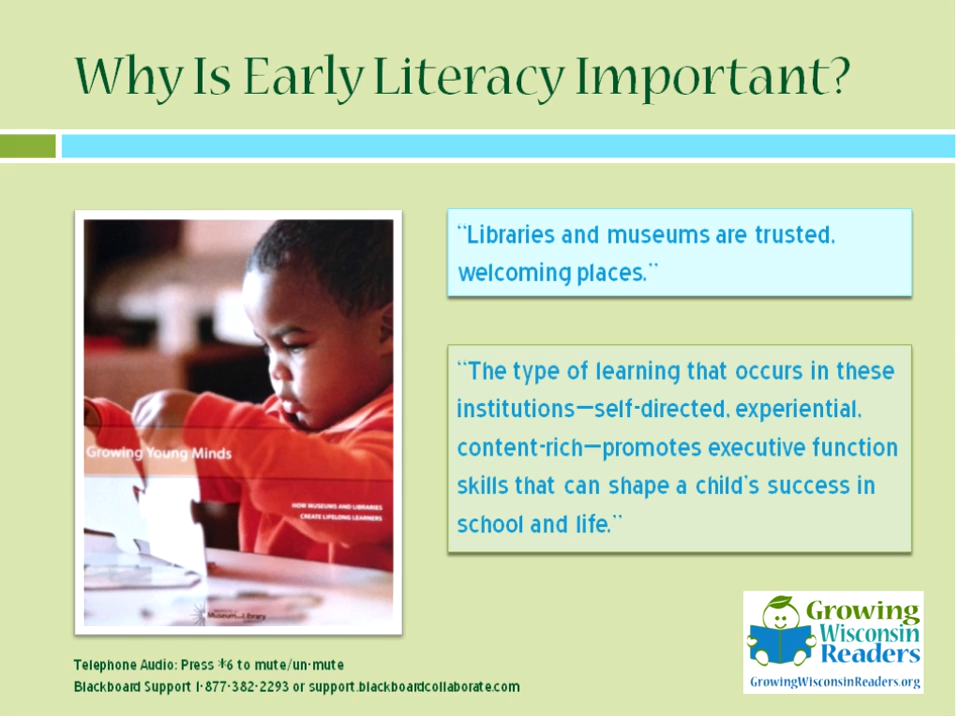 Why Is Early Literacy Important?
Growing Young Minds
HOW MUSEUMS AND LIBRARIES
CREATE LIFELONG LEARNERS
Museum and Library
"Libraries and museums are trusted,
welcoming places."
"The type of learning that occurs in these
institutions—self-directed, experiential,
content-rich—promotes executive function
skills that can shape a child's success in
school and life."
Growing
Wisconsin
Readers
GrowingWisconsinReaders.org
Telephone Audio: Press *6 to mute/un-mute
Blackboard Support 1-877-382-2293 or support.blackboardcollaborate.com